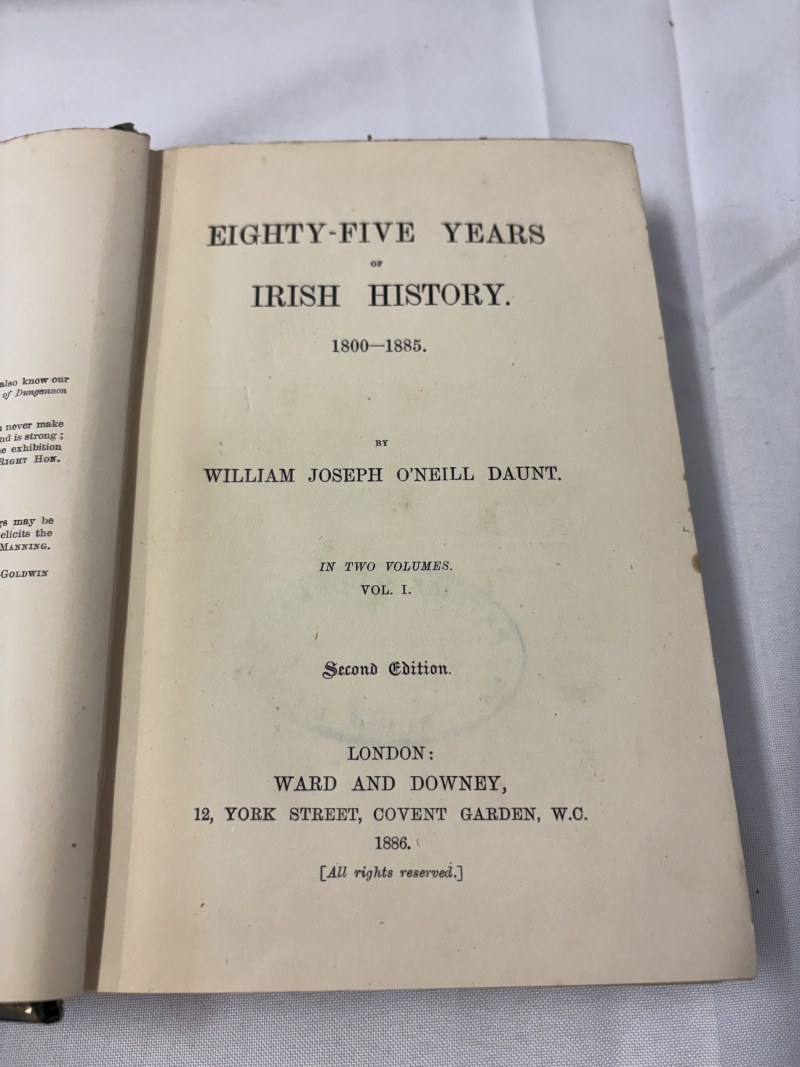 also know our
of Dungannon
never make
nd is strong ;
e exhibition
RIGHT HON.
gs may be
elicits the
MANNING.
GOLDWIN
EIGHTY-FIVE YEARS
OF
IRISH HISTORY.
1800—1885.
BY
WILLIAM JOSEPH O'NEILL DAUNT.
IN TWO VOLUMES.
VOL. I.
Second Edition.
LONDON:
WARD AND DOWNEY,
12, YORK STREET, COVENT GARDEN, W.C.
1886.
[All rights reserved.]